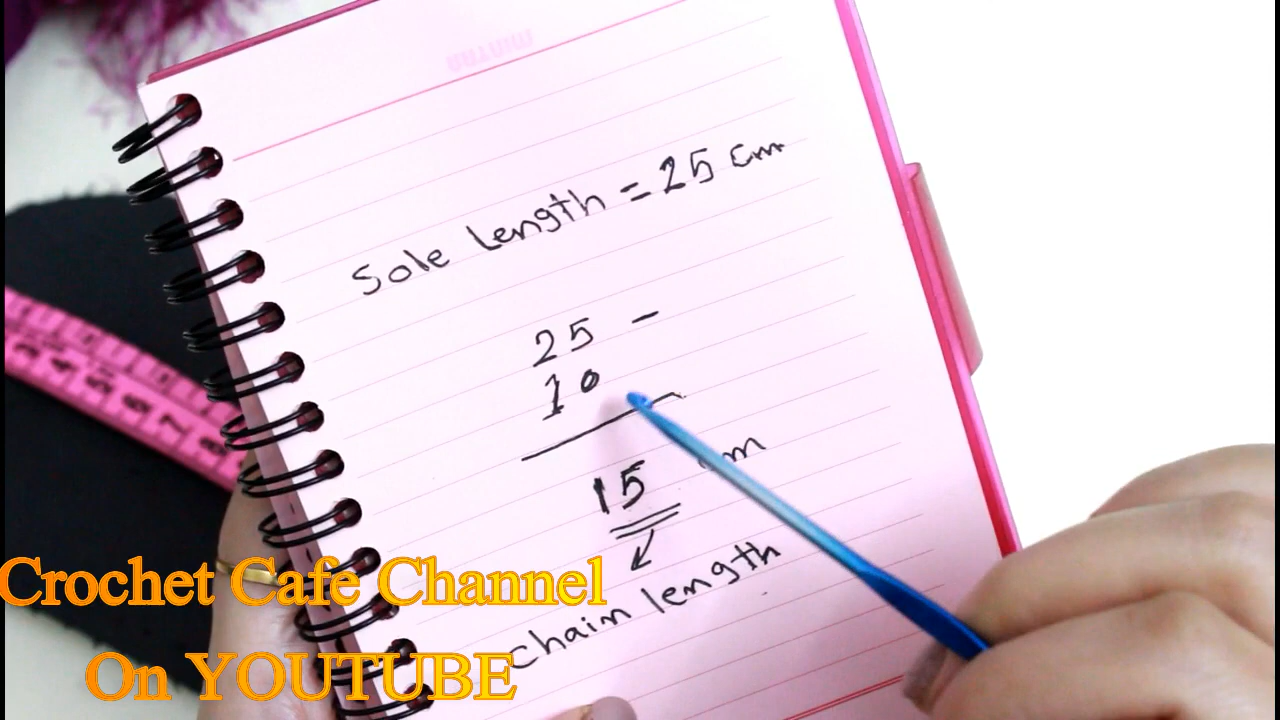 Sole Length = 25 cm
25 -
10
15 cm
chain length
Crochet Cafe Channel
On YOUTUBE